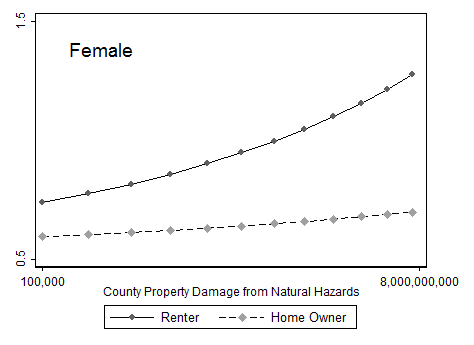 1.5
Female
0.5
100,000 8,000,000,000
County Property Damage from Natural Hazards
Renter Home Owner